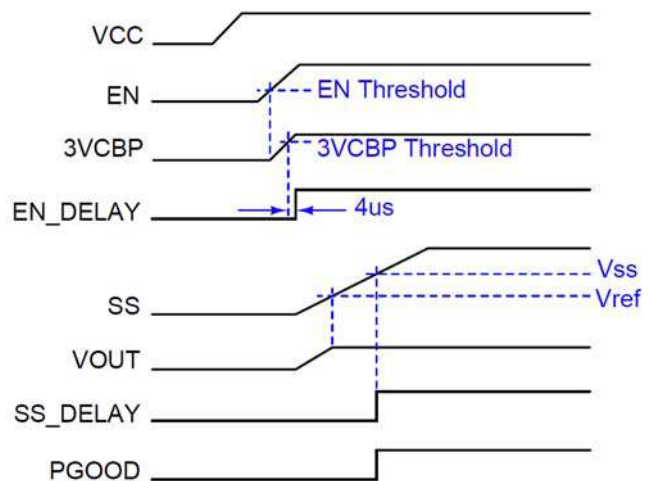 VCC
EN
EN Threshold
3VCBP
3VCBP Threshold
EN_DELAY
4us
Vss
Vref
SS
VOUT
SS_DELAY
PGOOD